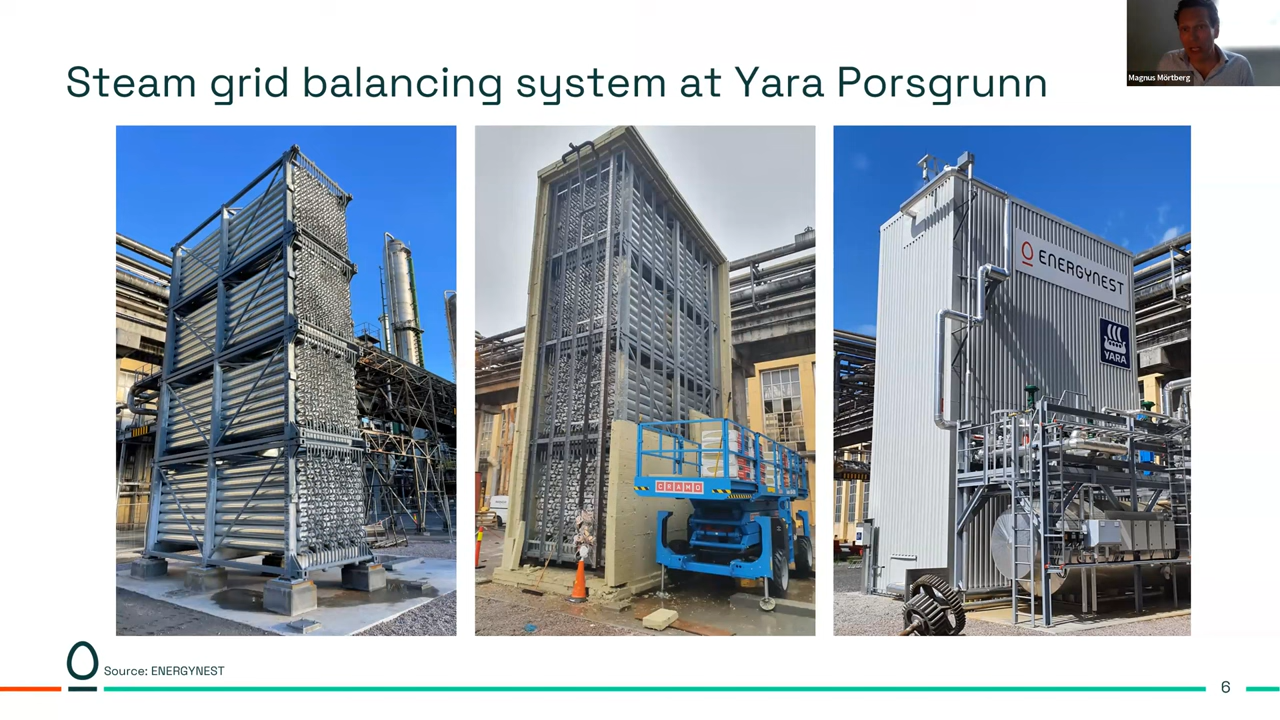 Steam grid balancing system at Yara Porsgrunn
Magnus Mörtberg
ENERGYNEST
YARA
CRAMO
Source: ENERGYNEST
6